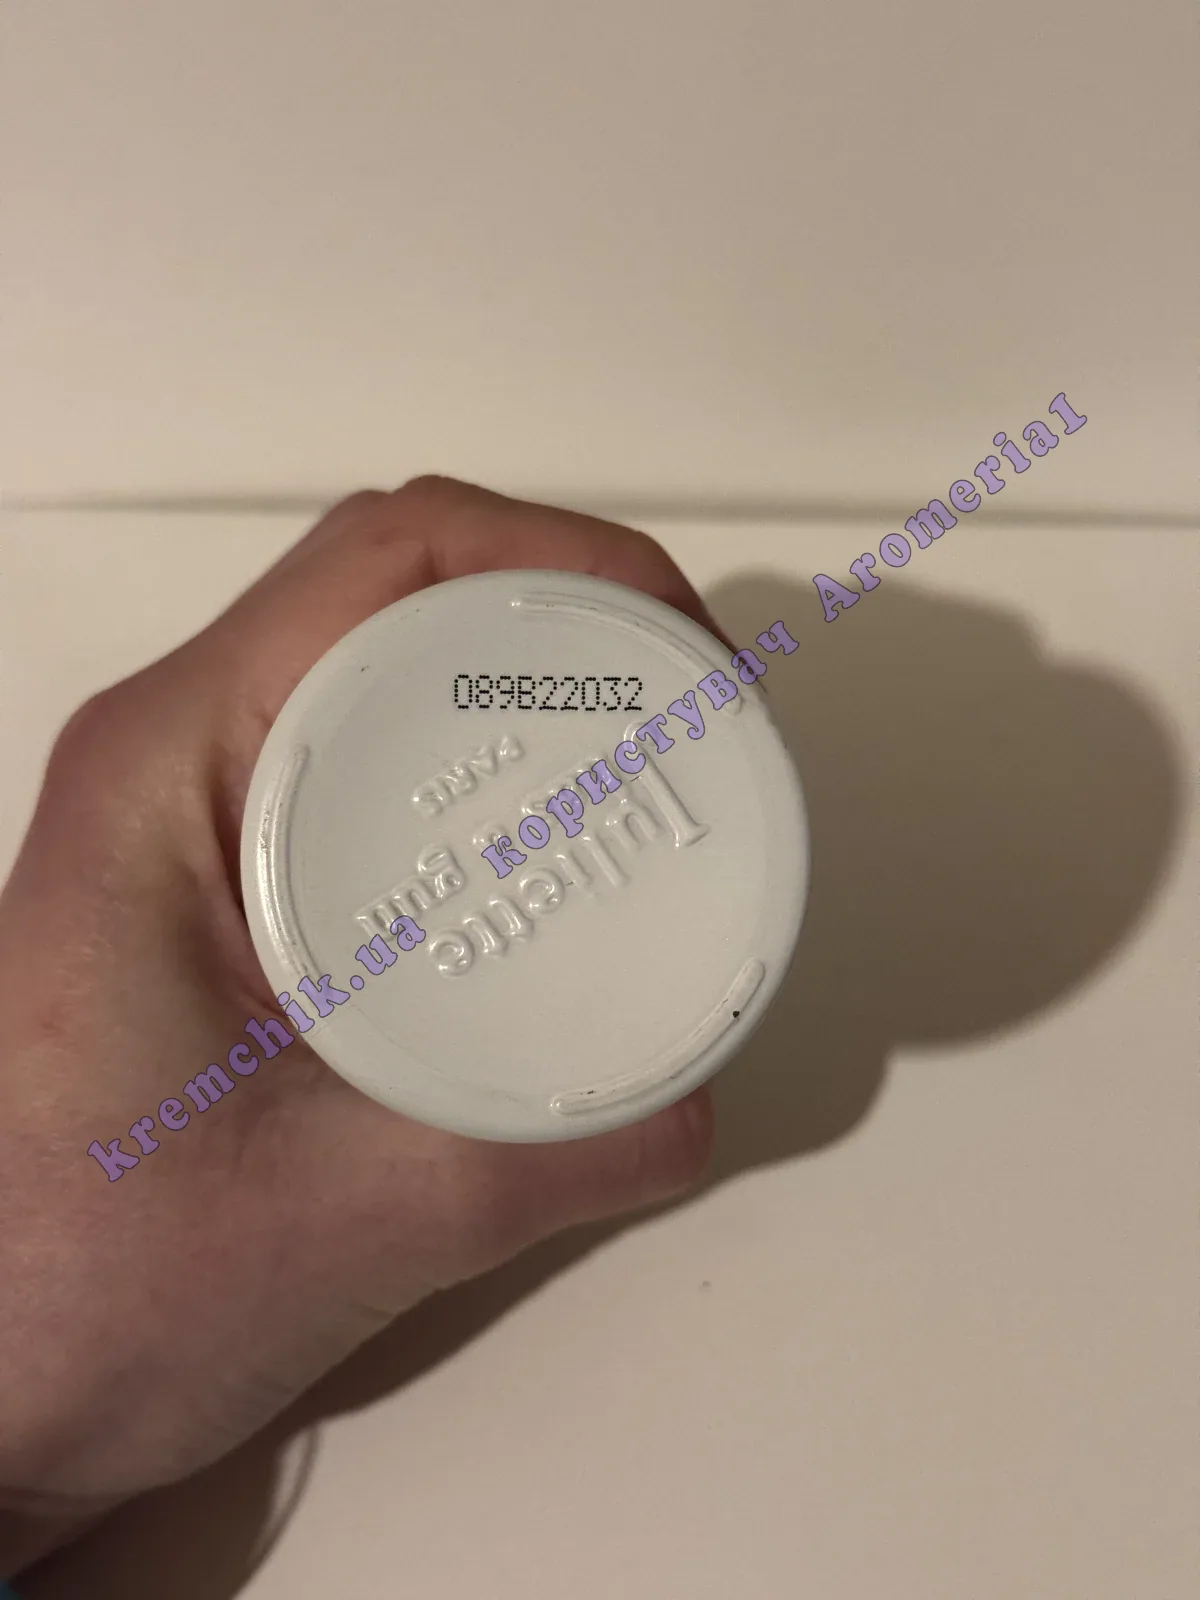 089B22032
Juliette
has a gun
PARIS
kremchik.ua користувач Aromeria1